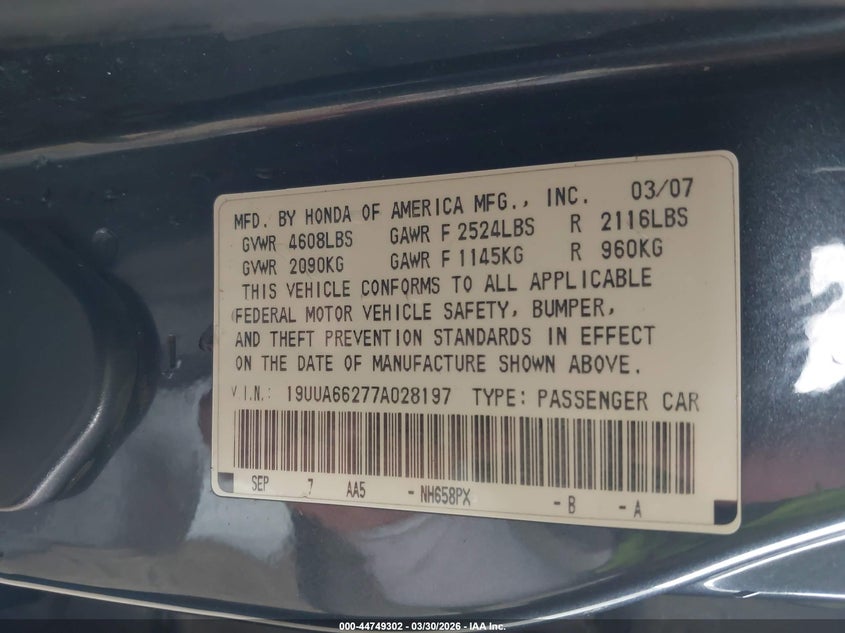 MFD. BY HONDA OF AMERICA MFG., INC. 03/07
GVWR 4608LBS GAWR F 2524LBS R 2116LBS
GVWR 2090KG GAWR F 1145KG R 960KG
THIS VEHICLE CONFORMS TO ALL APPLICABLE
FEDERAL MOTOR VEHICLE SAFETY, BUMPER,
AND THEFT PREVENTION STANDARDS IN EFFECT
ON THE DATE OF MANUFACTURE SHOWN ABOVE.
V.I.N.: 19UUA66277A028197 TYPE: PASSENGER CAR
SEP 7 AA5 - NH658PX - B - A
000-44749302 - 03/30/2026 - IAA Inc.